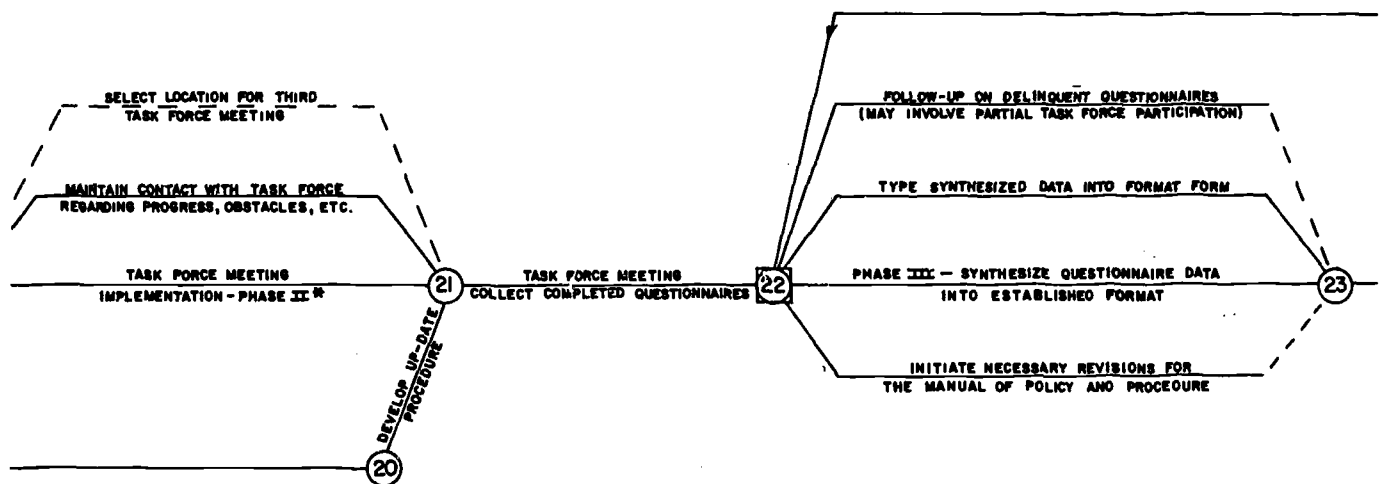 SELECT LOCATION FOR THIRD
TASK FORCE MEETING
MAINTAIN CONTACT WITH TASK FORCE
REGARDING PROGRESS, OBSTACLES, ETC.
TASK FORCE MEETING
IMPLEMENTATION - PHASE II *
21
DEVELOP UP-DATE
PROCEDURE
20
TASK FORCE MEETING
COLLECT COMPLETED QUESTIONNAIRES
22
FOLLOW-UP ON DELINQUENT QUESTIONNAIRES
(MAY INVOLVE PARTIAL TASK FORCE PARTICIPATION)
TYPE SYNTHESIZED DATA INTO FORMAT FORM
PHASE III - SYNTHESIZE QUESTIONNAIRE DATA
INTO ESTABLISHED FORMAT
INITIATE NECESSARY REVISIONS FOR
THE MANUAL OF POLICY AND PROCEDURE
23